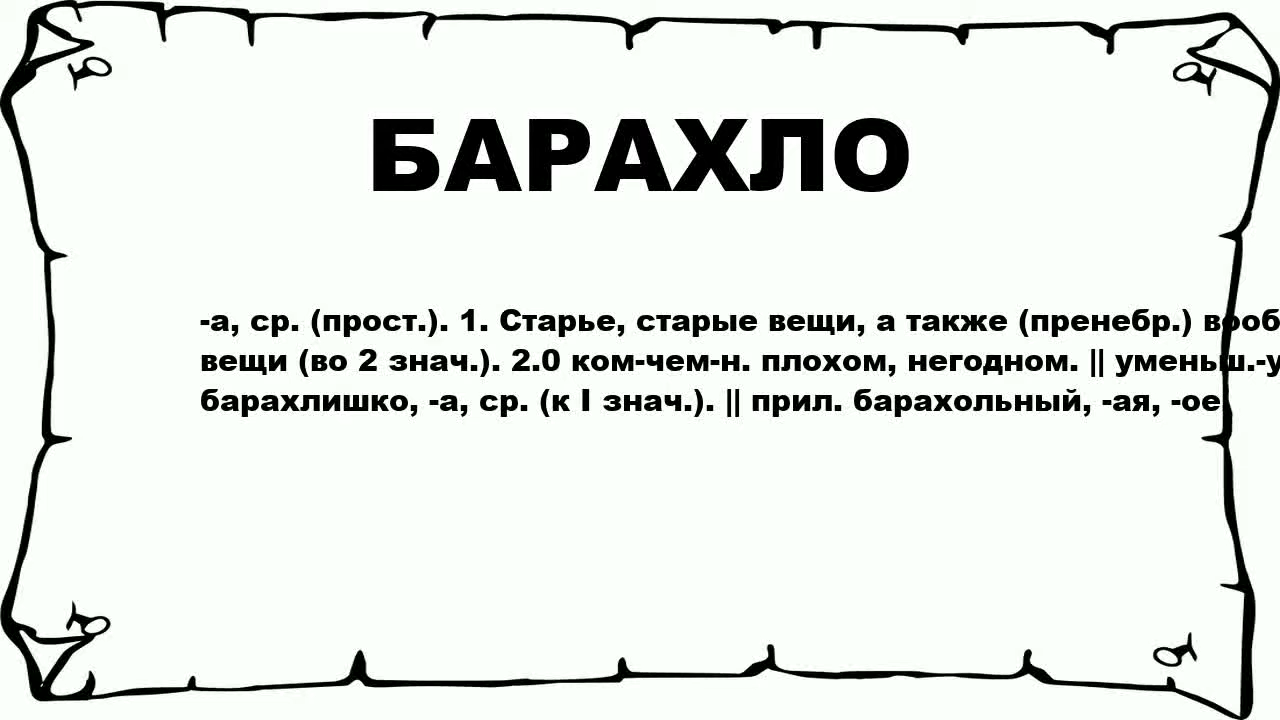 БАРАХЛО
-а, ср. (прост.). 1. Старье, старые вещи, а также (пренебр.) вооб
вещи (во 2 знач.). 2.0 ком-чем-н. плохом, негодном. || уменьш.-у
барахлишко, -а, ср. (к I знач.). || прил. барахольный, -ая, -ое